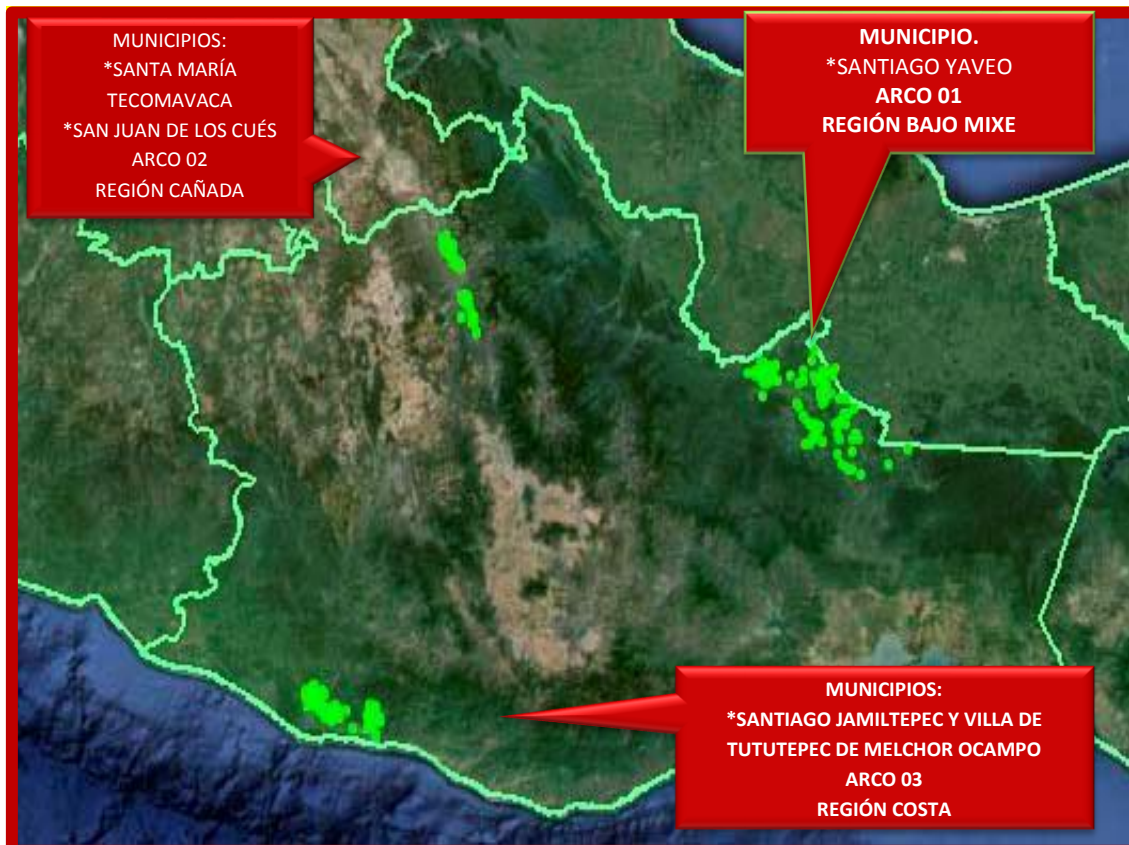 MUNICIPIOS:
*SANTA MARÍA
TECOMAVACA
*SAN JUAN DE LOS CUÉS
ARCO 02
REGIÓN CAÑADA
MUNICIPIO.
*SANTIAGO YAVEO
ARCO 01
REGIÓN BAJO MIXE
MUNICIPIOS:
*SANTIAGO JAMILTEPEC Y VILLA DE
TUTUTEPEC DE MELCHOR OCAMPO
ARCO 03
REGIÓN COSTA